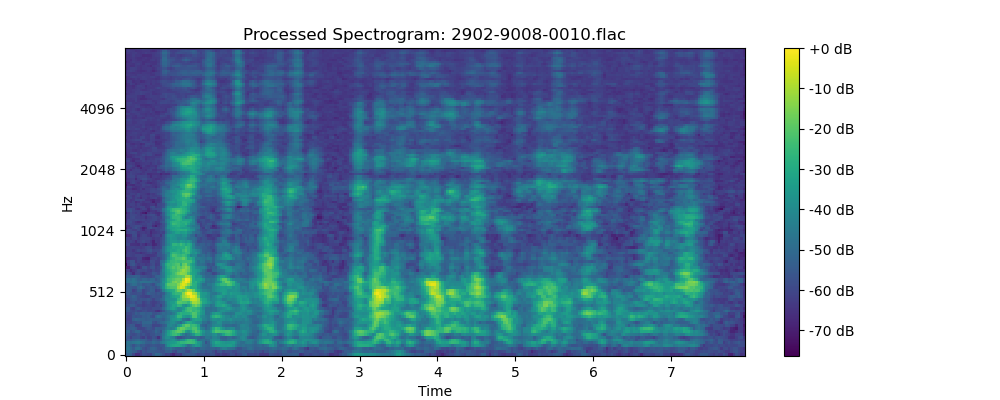 Processed Spectrogram: 2902-9008-0010.flac
Hz
4096
2048
1024
512
0
0 1 2 3 4 5 6 7
Time
+0 dB
-10 dB
-20 dB
-30 dB
-40 dB
-50 dB
-60 dB
-70 dB